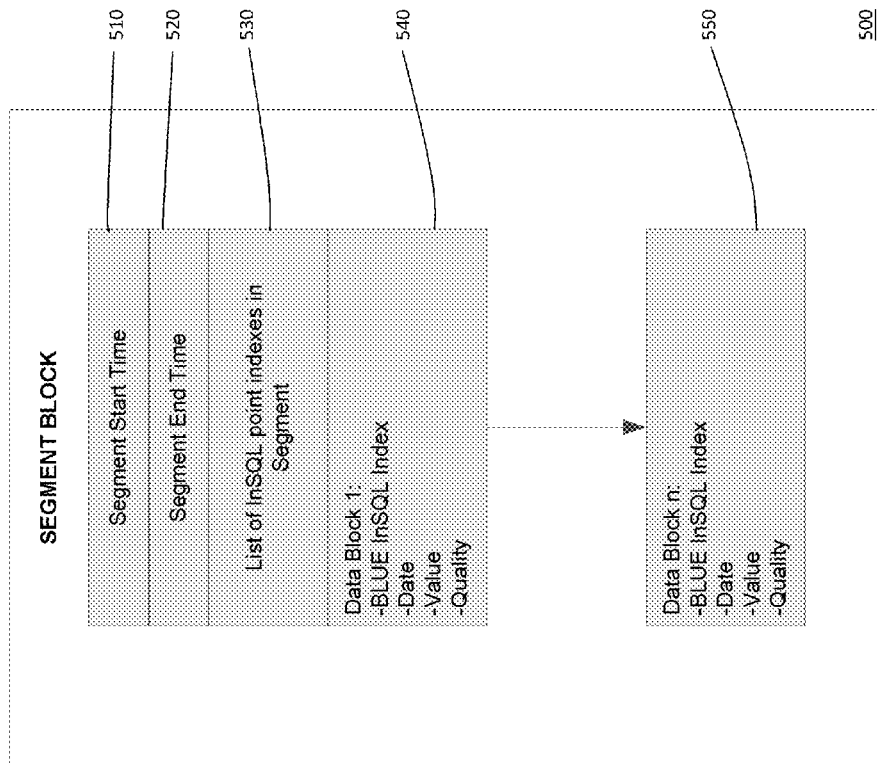 SEGMENT BLOCK
Segment Start Time
510
Segment End Time
520
List of InSQL point indexes in
Segment
530
Data Block 1:
-BLUE InSQL Index
-Date
-Value
-Quality
540
Data Block n:
-BLUE InSQL Index
-Date
-Value
-Quality
550
500